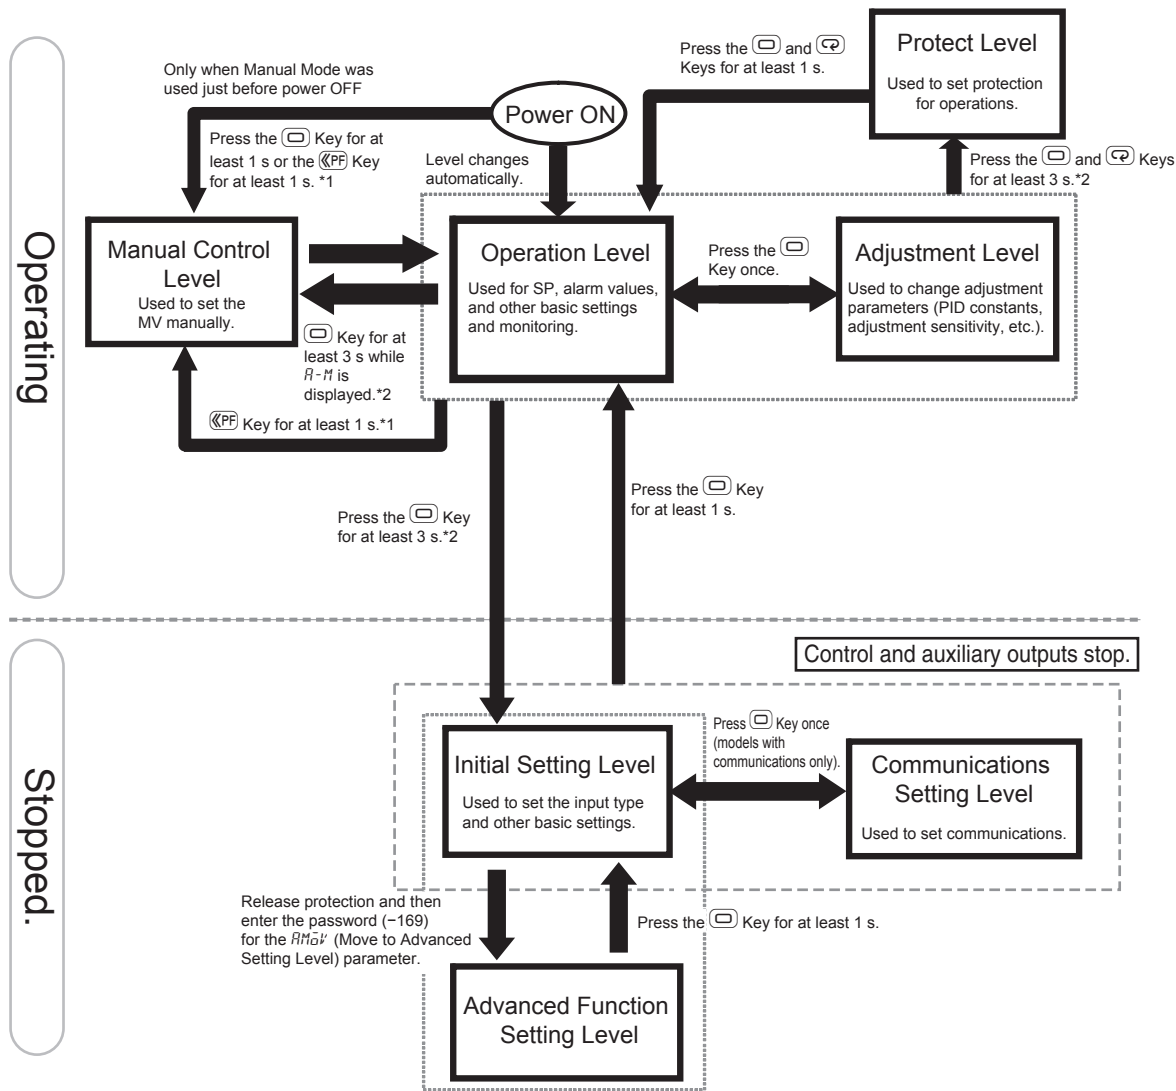 Operating
Only when Manual Mode was
used just before power OFF
Power ON
Press the and
Keys for at least 1 s.
Protect Level
Used to set protection
for operations.
Press the Key for at
least 1 s or the PF Key
for at least 1 s. *1
Level changes
automatically.
Press the and Keys
for at least 3 s.*2
Manual Control
Level
Used to set the
MV manually.
Operation Level
Used for SP, alarm values,
and other basic settings
and monitoring.
Press the
Key once.
Adjustment Level
Used to change adjustment
parameters (PID constants,
adjustment sensitivity, etc.).
Key for at
least 3 s while
A-M is
displayed.*2
PF Key for at least 1 s.*1
Press the Key
for at least 3 s.*2
Press the Key
for at least 1 s.
Stopped.
Control and auxiliary outputs stop.
Initial Setting Level
Used to set the input type
and other basic settings.
Press Key once
(models with
communications only).
Communications
Setting Level
Used to set communications.
Release protection and then
enter the password (−169)
for the AMoV (Move to Advanced
Setting Level) parameter.
Press the Key for at least 1 s.
Advanced Function
Setting Level